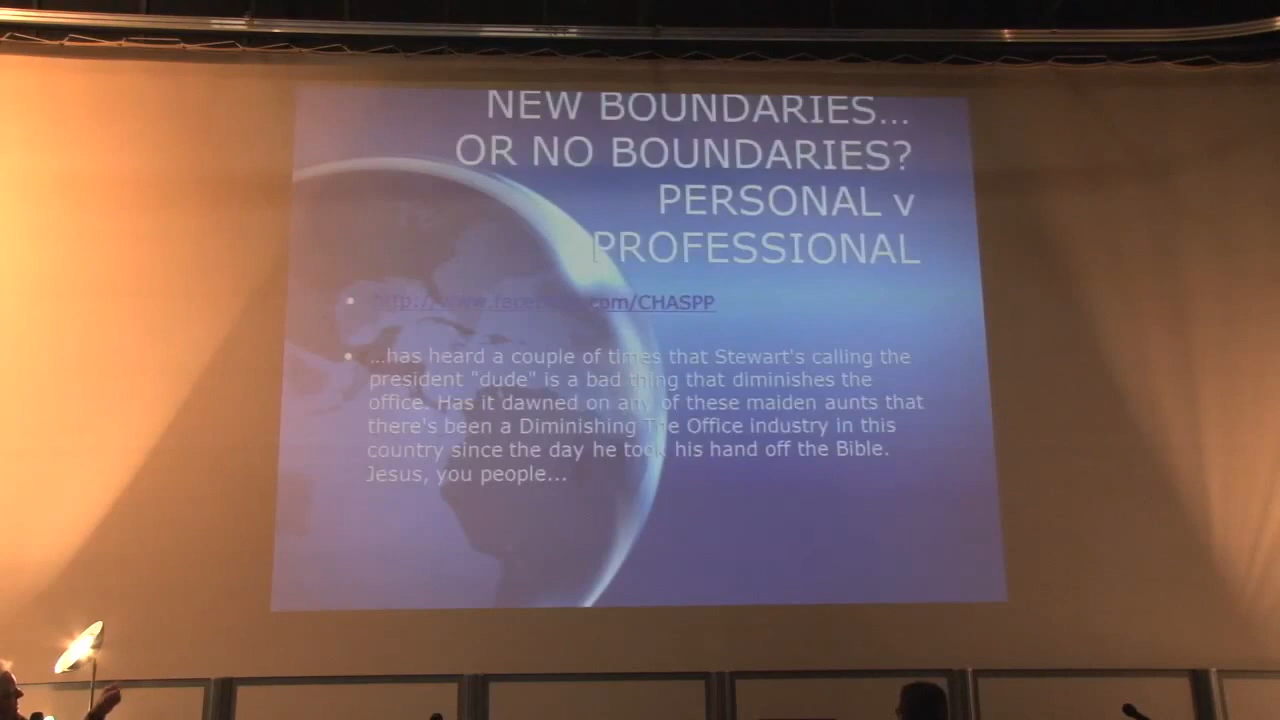 NEW BOUNDARIES...
OR NO BOUNDARIES?
PERSONAL v
PROFESSIONAL
http://www.facebook.com/CHASPP
...has heard a couple of times that Stewart's calling the
president "dude" is a bad thing that diminishes the
office. Has it dawned on any of these maiden aunts that
there's been a Diminishing The Office industry in this
country since the day he took his hand off the Bible.
Jesus, you people...